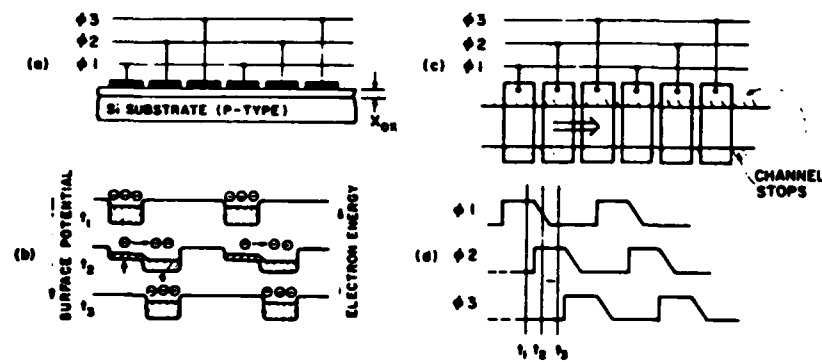 (a)
φ3
φ2
φ1
Si SUBSTRATE (P-TYPE)
X_ox
(b)
SURFACE POTENTIAL
t₁
t₂
t₃
ELECTRON ENERGY
(c)
φ3
φ2
φ1
CHANNEL
STOPS
(d)
φ1
φ2
φ3
t₁ t₂ t₃